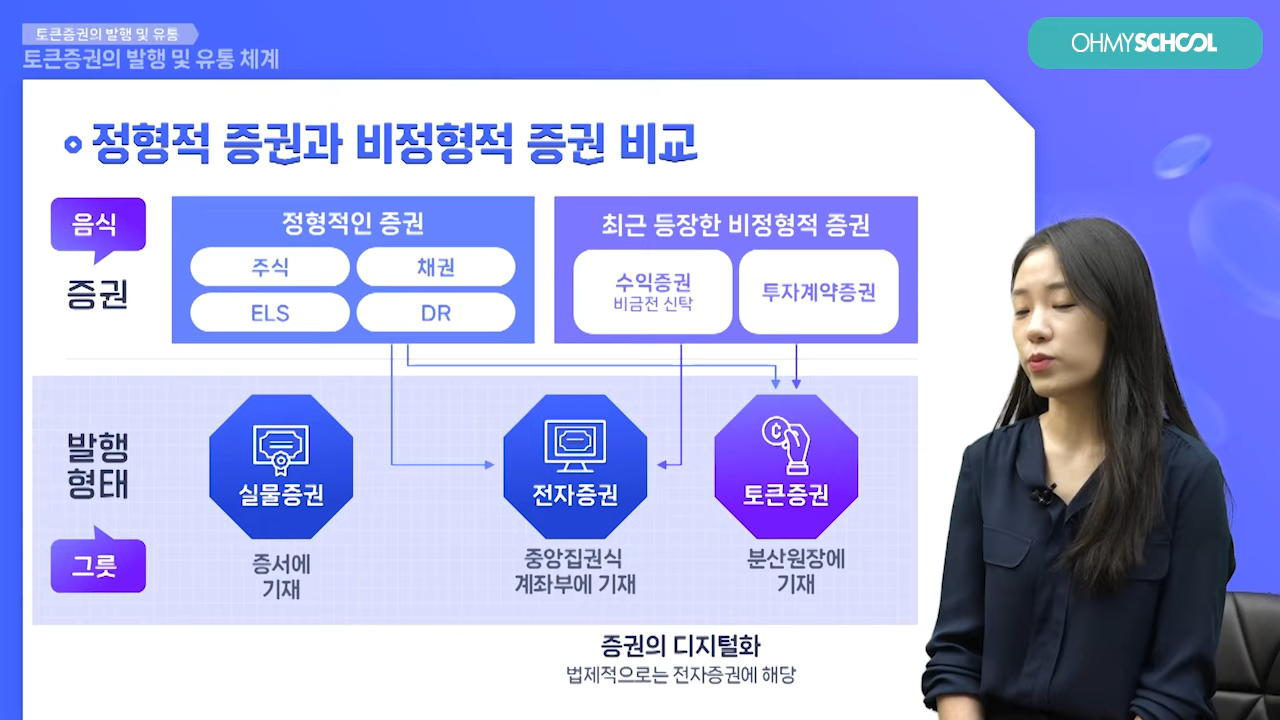 토큰증권의 발행 및 유통
토큰증권의 발행 및 유통 체계
OHMYSCHOOL
정형적 증권과 비정형적 증권 비교
음식
증권
정형적인 증권
주식
채권
ELS
DR
최근 등장한 비정형적 증권
수익증권
비금전 신탁
투자계약증권
발행
형태
그릇
실물증권
증서에
기재
전자증권
중앙집권식
계좌부에 기재
토큰증권
분산원장에
기재
증권의 디지털화
법제적으로는 전자증권에 해당